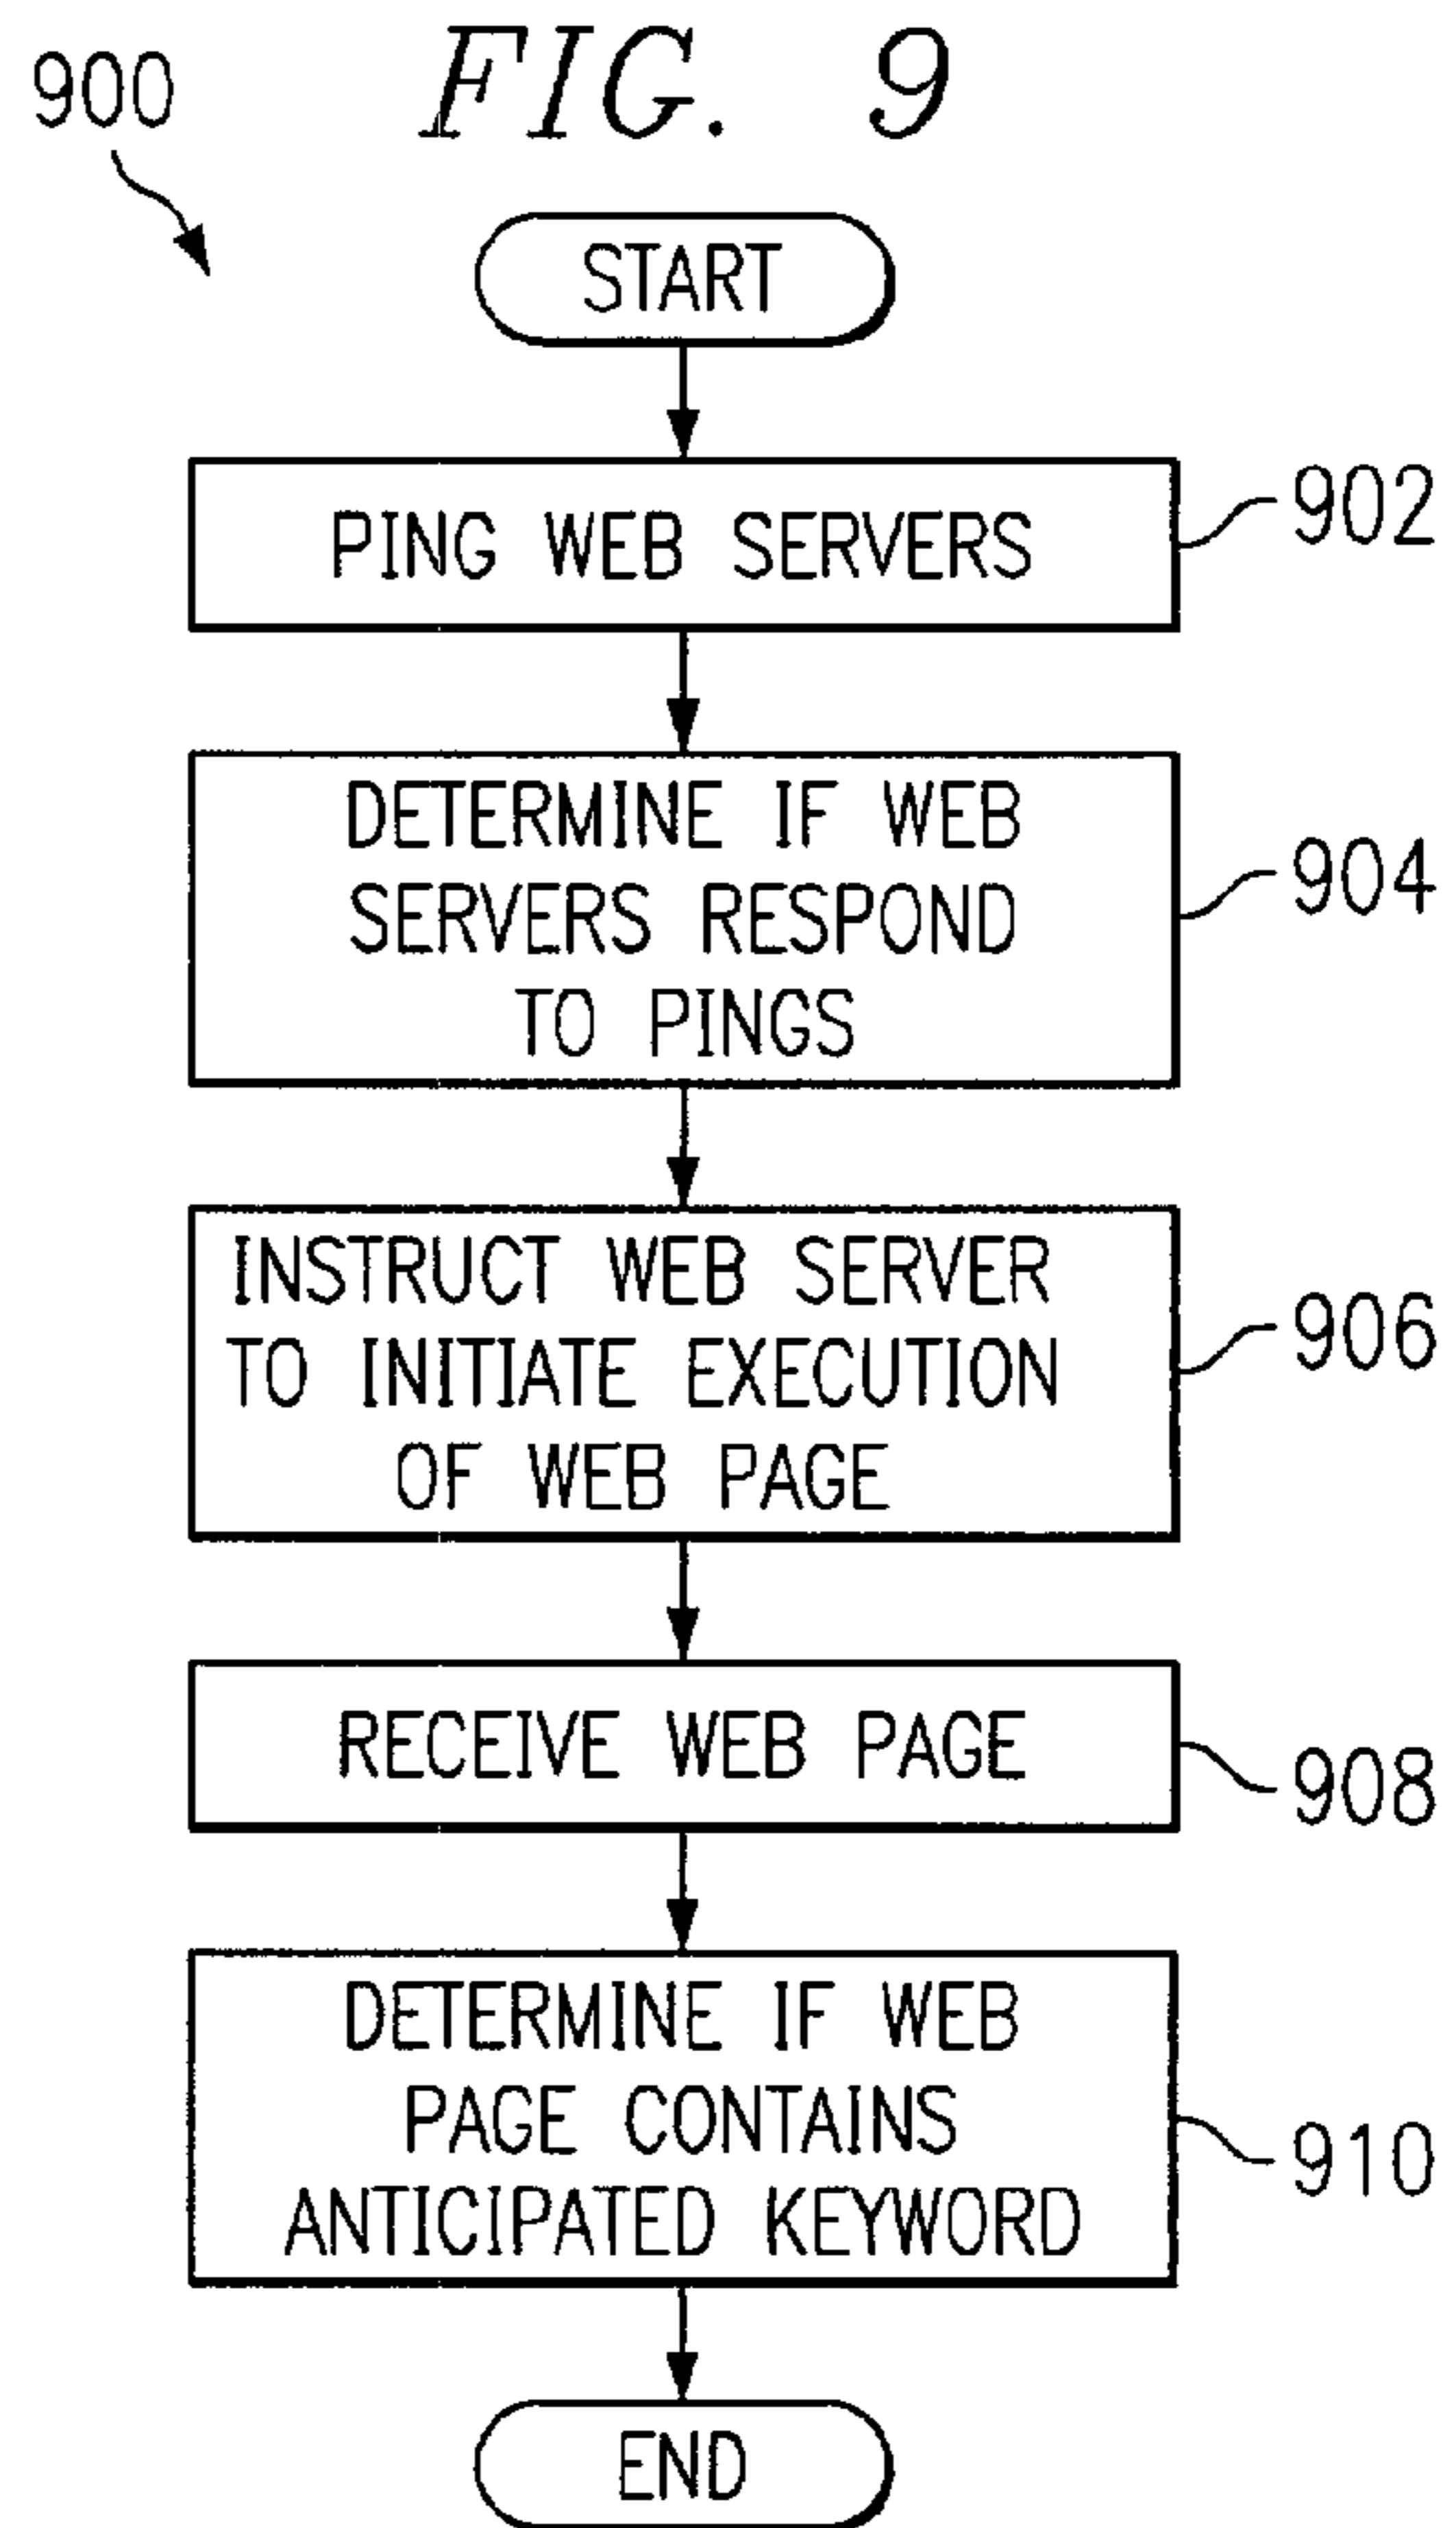 FIG. 9
900
START
PING WEB SERVERS
902
DETERMINE IF WEB
SERVERS RESPOND
TO PINGS
904
INSTRUCT WEB SERVER
TO INITIATE EXECUTION
OF WEB PAGE
906
RECEIVE WEB PAGE
908
DETERMINE IF WEB
PAGE CONTAINS
ANTICIPATED KEYWORD
910
END